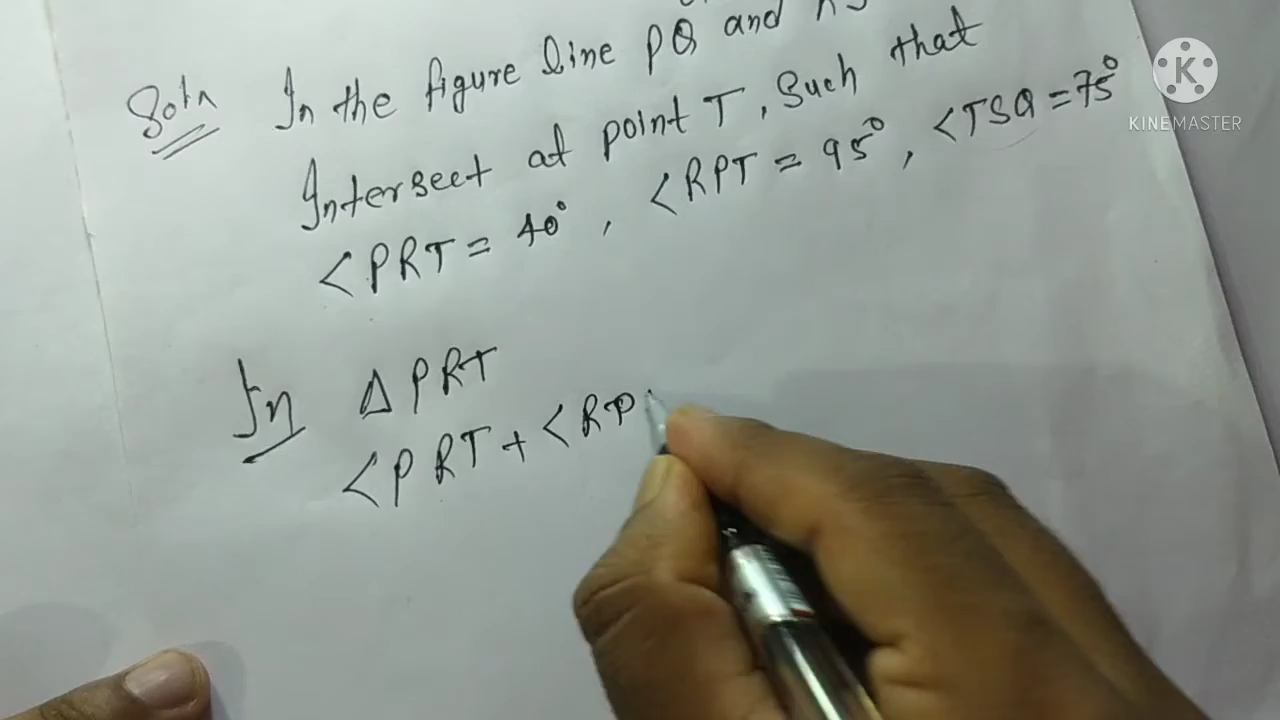 Soln In the figure line PQ and
Intersect at point T, Such that
<PRT = 40°, <RPT = 95°, <TSQ = 75°
In Δ PRT
<PRT + <RP
K
KINEMASTER